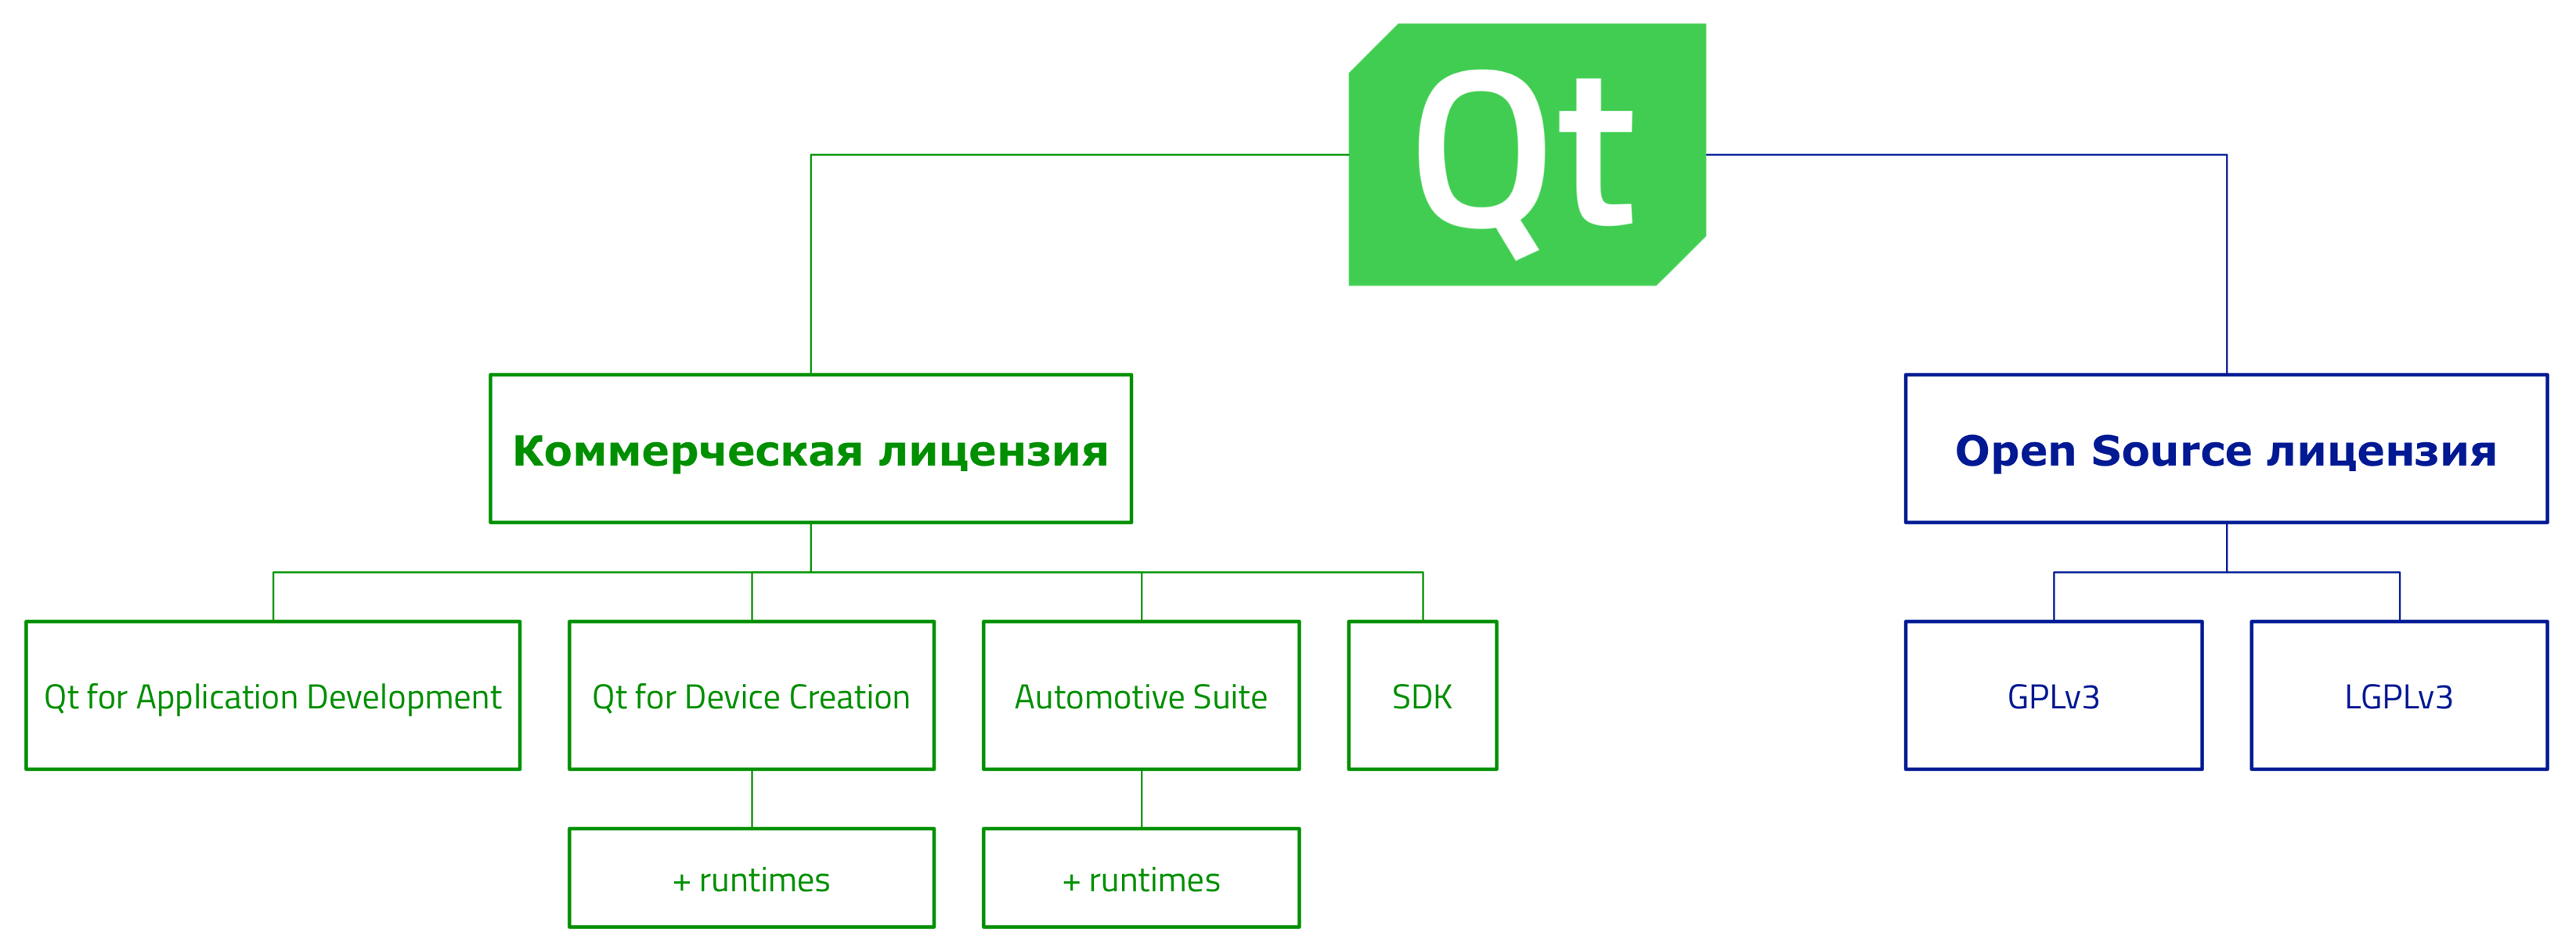 Qt
Коммерческая лицензия
Open Source лицензия
Qt for Application Development
Qt for Device Creation
Automotive Suite
SDK
GPLv3
LGPLv3
+ runtimes
+ runtimes